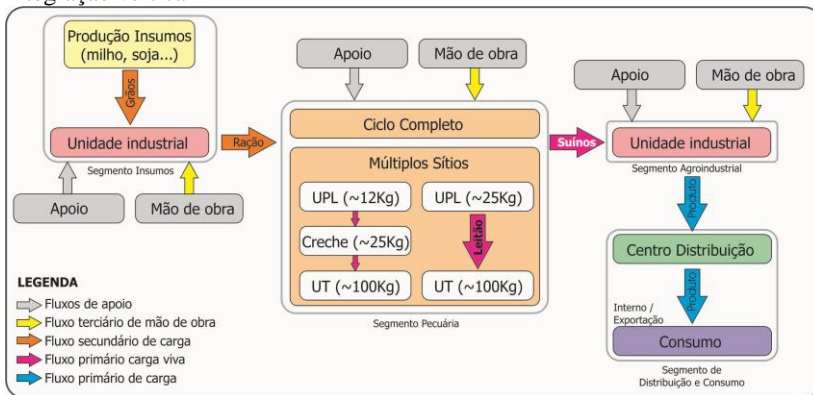 Produção Insumos
(milho, soja...)
Grãos
Unidade industrial
Segmento Insumos
Apoio
Mão de obra
Ração
Apoio
Mão de obra
Ciclo Completo
Múltiplos Sítios
UPL (~12Kg)
UPL (~25Kg)
Creche (~25Kg)
Leitão
UT (~100Kg)
UT (~100Kg)
Segmento Pecuária
Suínos
Apoio
Mão de obra
Unidade industrial
Segmento Agroindustrial
Produto
Centro Distribuição
Produto
Interno /
Exportação
Consumo
Segmento de
Distribuição e Consumo
LEGENDA
Fluxos de apoio
Fluxo terciário de mão de obra
Fluxo secundário de carga
Fluxo primário carga viva
Fluxo primário de carga